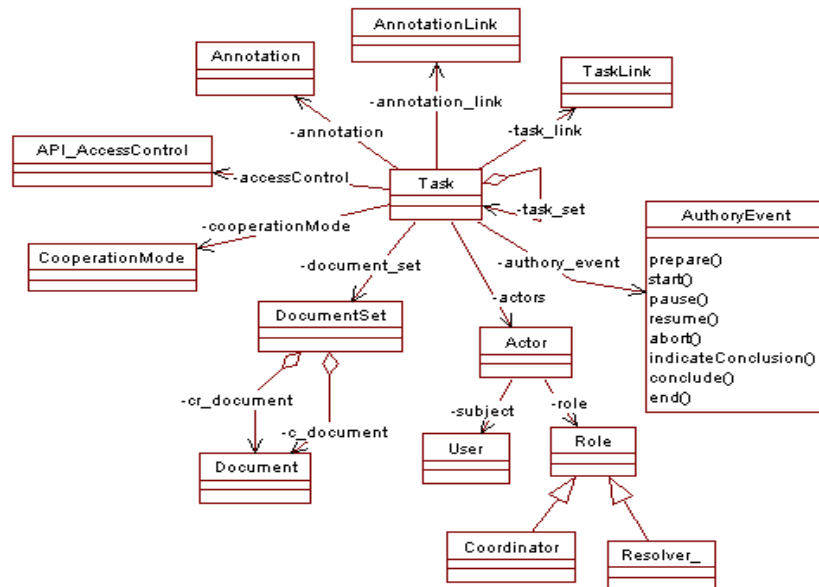 AnnotationLink
Annotation
TaskLink
-annotation_link
-annotation
-task_link
API_AccessControl
-accessControl
Task
-task_set
-cooperationMode
AuthoryEvent
CooperationMode
-document_set
-authory_event
prepare()
start()
pause()
resume()
abort()
indicateConclusion()
conclude()
end()
-actors
DocumentSet
Actor
-cr_document
-c_document
-subject
-role
Document
User
Role
Coordinator
Resolver_